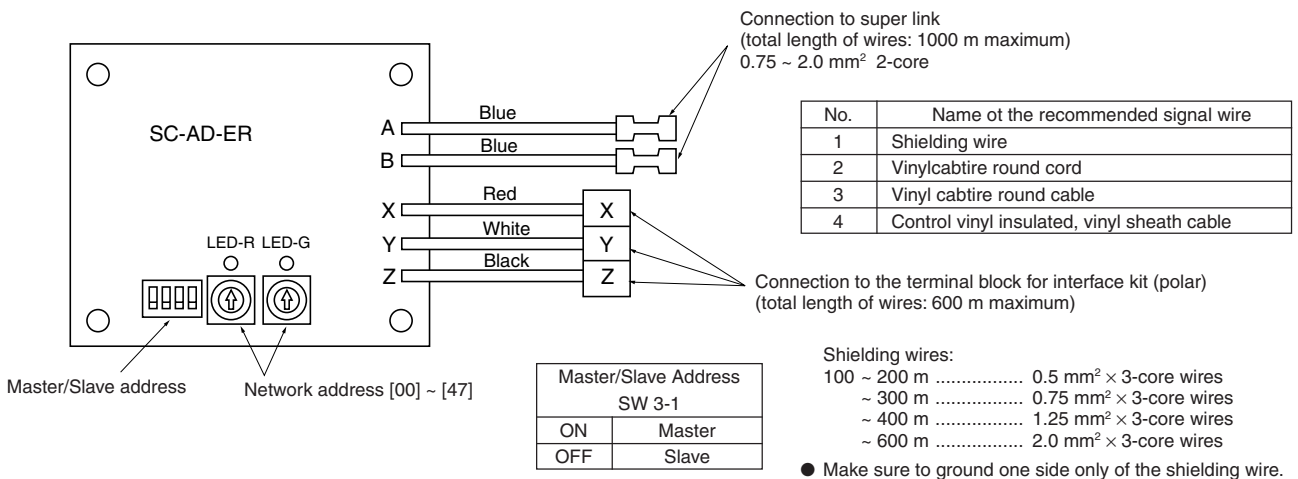 Connection to super link
(total length of wires: 1000 m maximum)
0.75 ~ 2.0 mm² 2-core
SC-AD-ER
A
Blue
B
Blue
X
Red
X
Y
White
Y
Z
Black
Z
LED-R LED-G
No. Name ot the recommended signal wire
1 Shielding wire
2 Vinylcabtire round cord
3 Vinyl cabtire round cable
4 Control vinyl insulated, vinyl sheath cable
Connection to the terminal block for interface kit (polar)
(total length of wires: 600 m maximum)
Master/Slave address
Network address [00] ~ [47]
Master/Slave Address
SW 3-1
ON Master
OFF Slave
Shielding wires:
100 ~ 200 m ................. 0.5 mm² × 3-core wires
~ 300 m ................. 0.75 mm² × 3-core wires
~ 400 m ................. 1.25 mm² × 3-core wires
~ 600 m ................. 2.0 mm² × 3-core wires
● Make sure to ground one side only of the shielding wire.